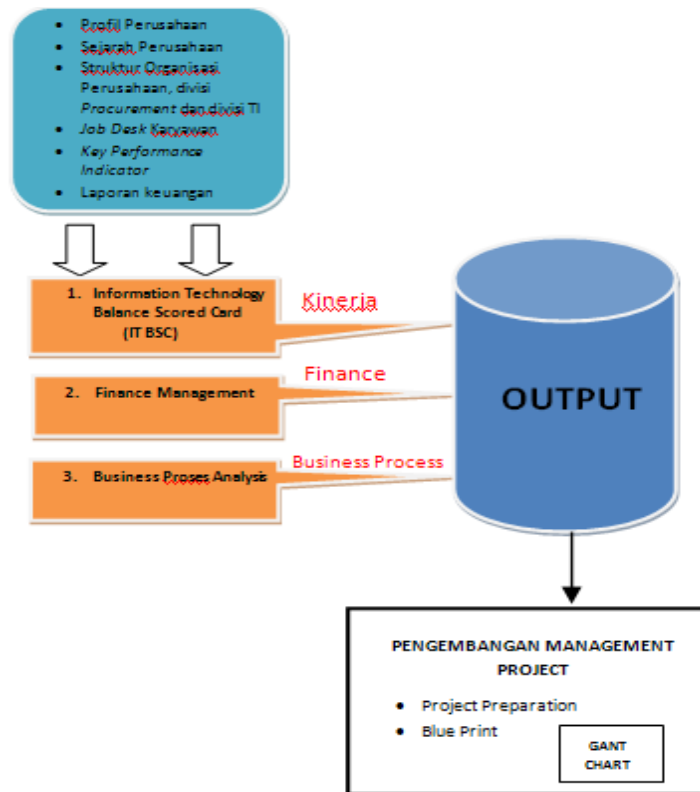 • Profil Perusahaan
• Sejarah Perusahaan
• Struktur Organisasi
Perusahaan, divisi
Procurement dan divisi TI
• Job Desk Karyawan
• Key Performance
Indicator
• Laporan keuangan
1. Information Technology
Balance Scored Card
(IT BSC)
Kinerja
2. Finance Management
Finance
3. Business Proses Analysis
Business Process
OUTPUT
PENGEMBANGAN MANAGEMENT
PROJECT
• Project Preparation
• Blue Print
GANT
CHART